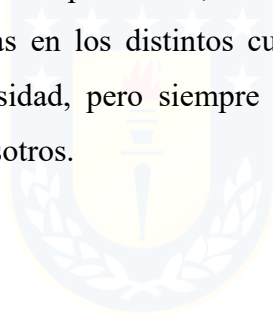 as en los distintos cu
sidad, pero siempre
sotros.